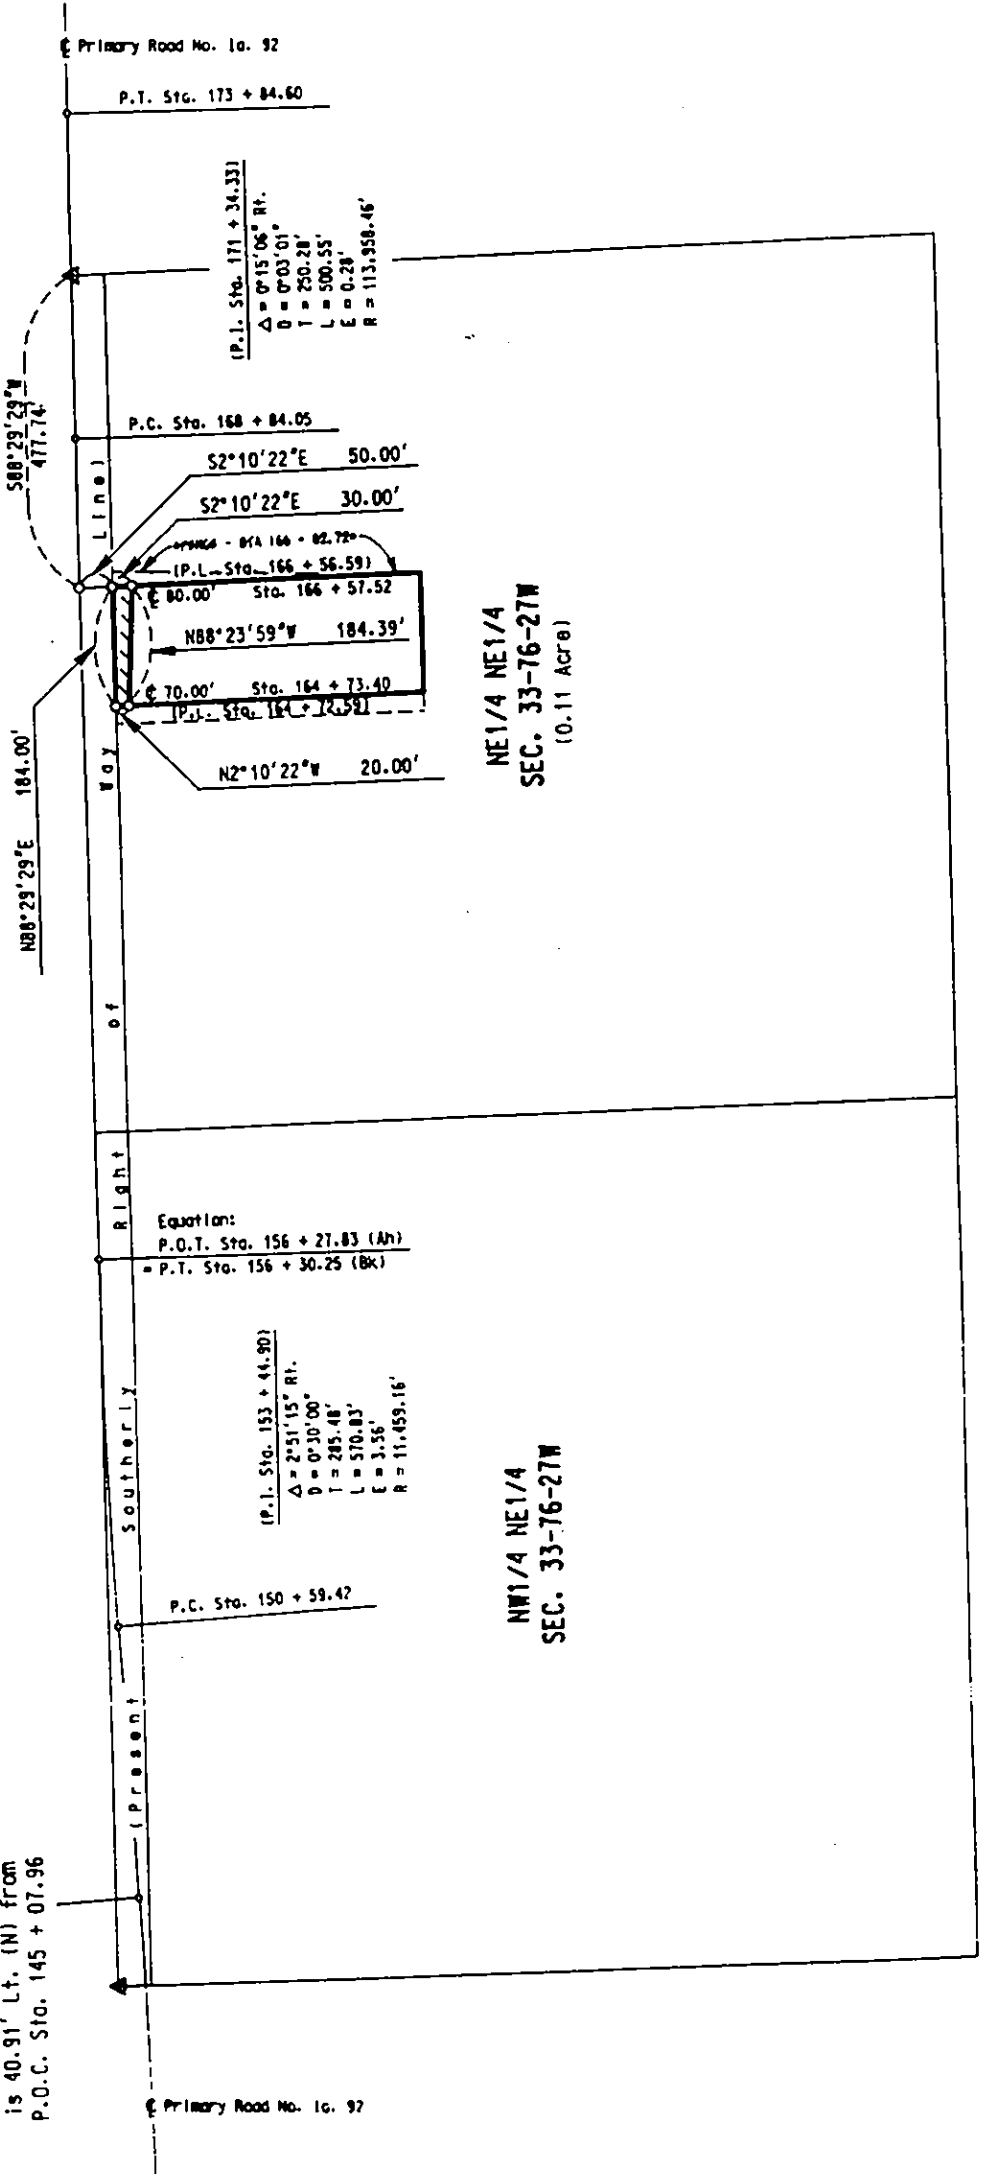 ℄ Primary Road No. Ia. 92
P.T. Sta. 173 + 84.60
(P.I. Sta. 171 + 34.33)
Δ = 0°15'06" Rt.
D = 0°03'01"
T = 250.28'
L = 500.55'
E = 0.28'
R = 113,958.46'
S88°29'29"W
477.74'
P.C. Sta. 168 + 84.05
S2°10'22"E 50.00'
S2°10'22"E 30.00'
STA 166 + 82.72
(P.L. Sta. 166 + 56.59)
℄ 80.00' Sta. 166 + 57.52
N88°23'59"W 184.39'
℄ 70.00' Sta. 164 + 73.40
(P.L. Sta. 164 + 72.59)
N2°10'22"W 20.00'
N88°29'29"E 184.00'
NE1/4 NE1/4
SEC. 33-76-27W
(0.11 Acre)
(Present Southerly Right of Way Line)
Equation:
P.O.T. Sta. 156 + 27.83 (Ah)
= P.T. Sta. 156 + 30.25 (Bk)
(P.I. Sta. 153 + 44.90)
Δ = 2°51'15" Rt.
D = 0°30'00"
T = 285.48'
L = 570.83'
E = 3.56'
R = 11,459.16'
P.C. Sta. 150 + 59.42
NW1/4 NE1/4
SEC. 33-76-27W
is 40.91' Lt. (N) from
P.O.C. Sta. 145 + 07.96
℄ Primary Road No. Ia. 92